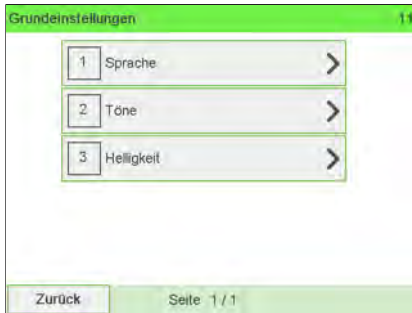 Grundeinstellungen 11
1 Sprache
2 Töne
3 Helligkeit
Zurück Seite 1/1